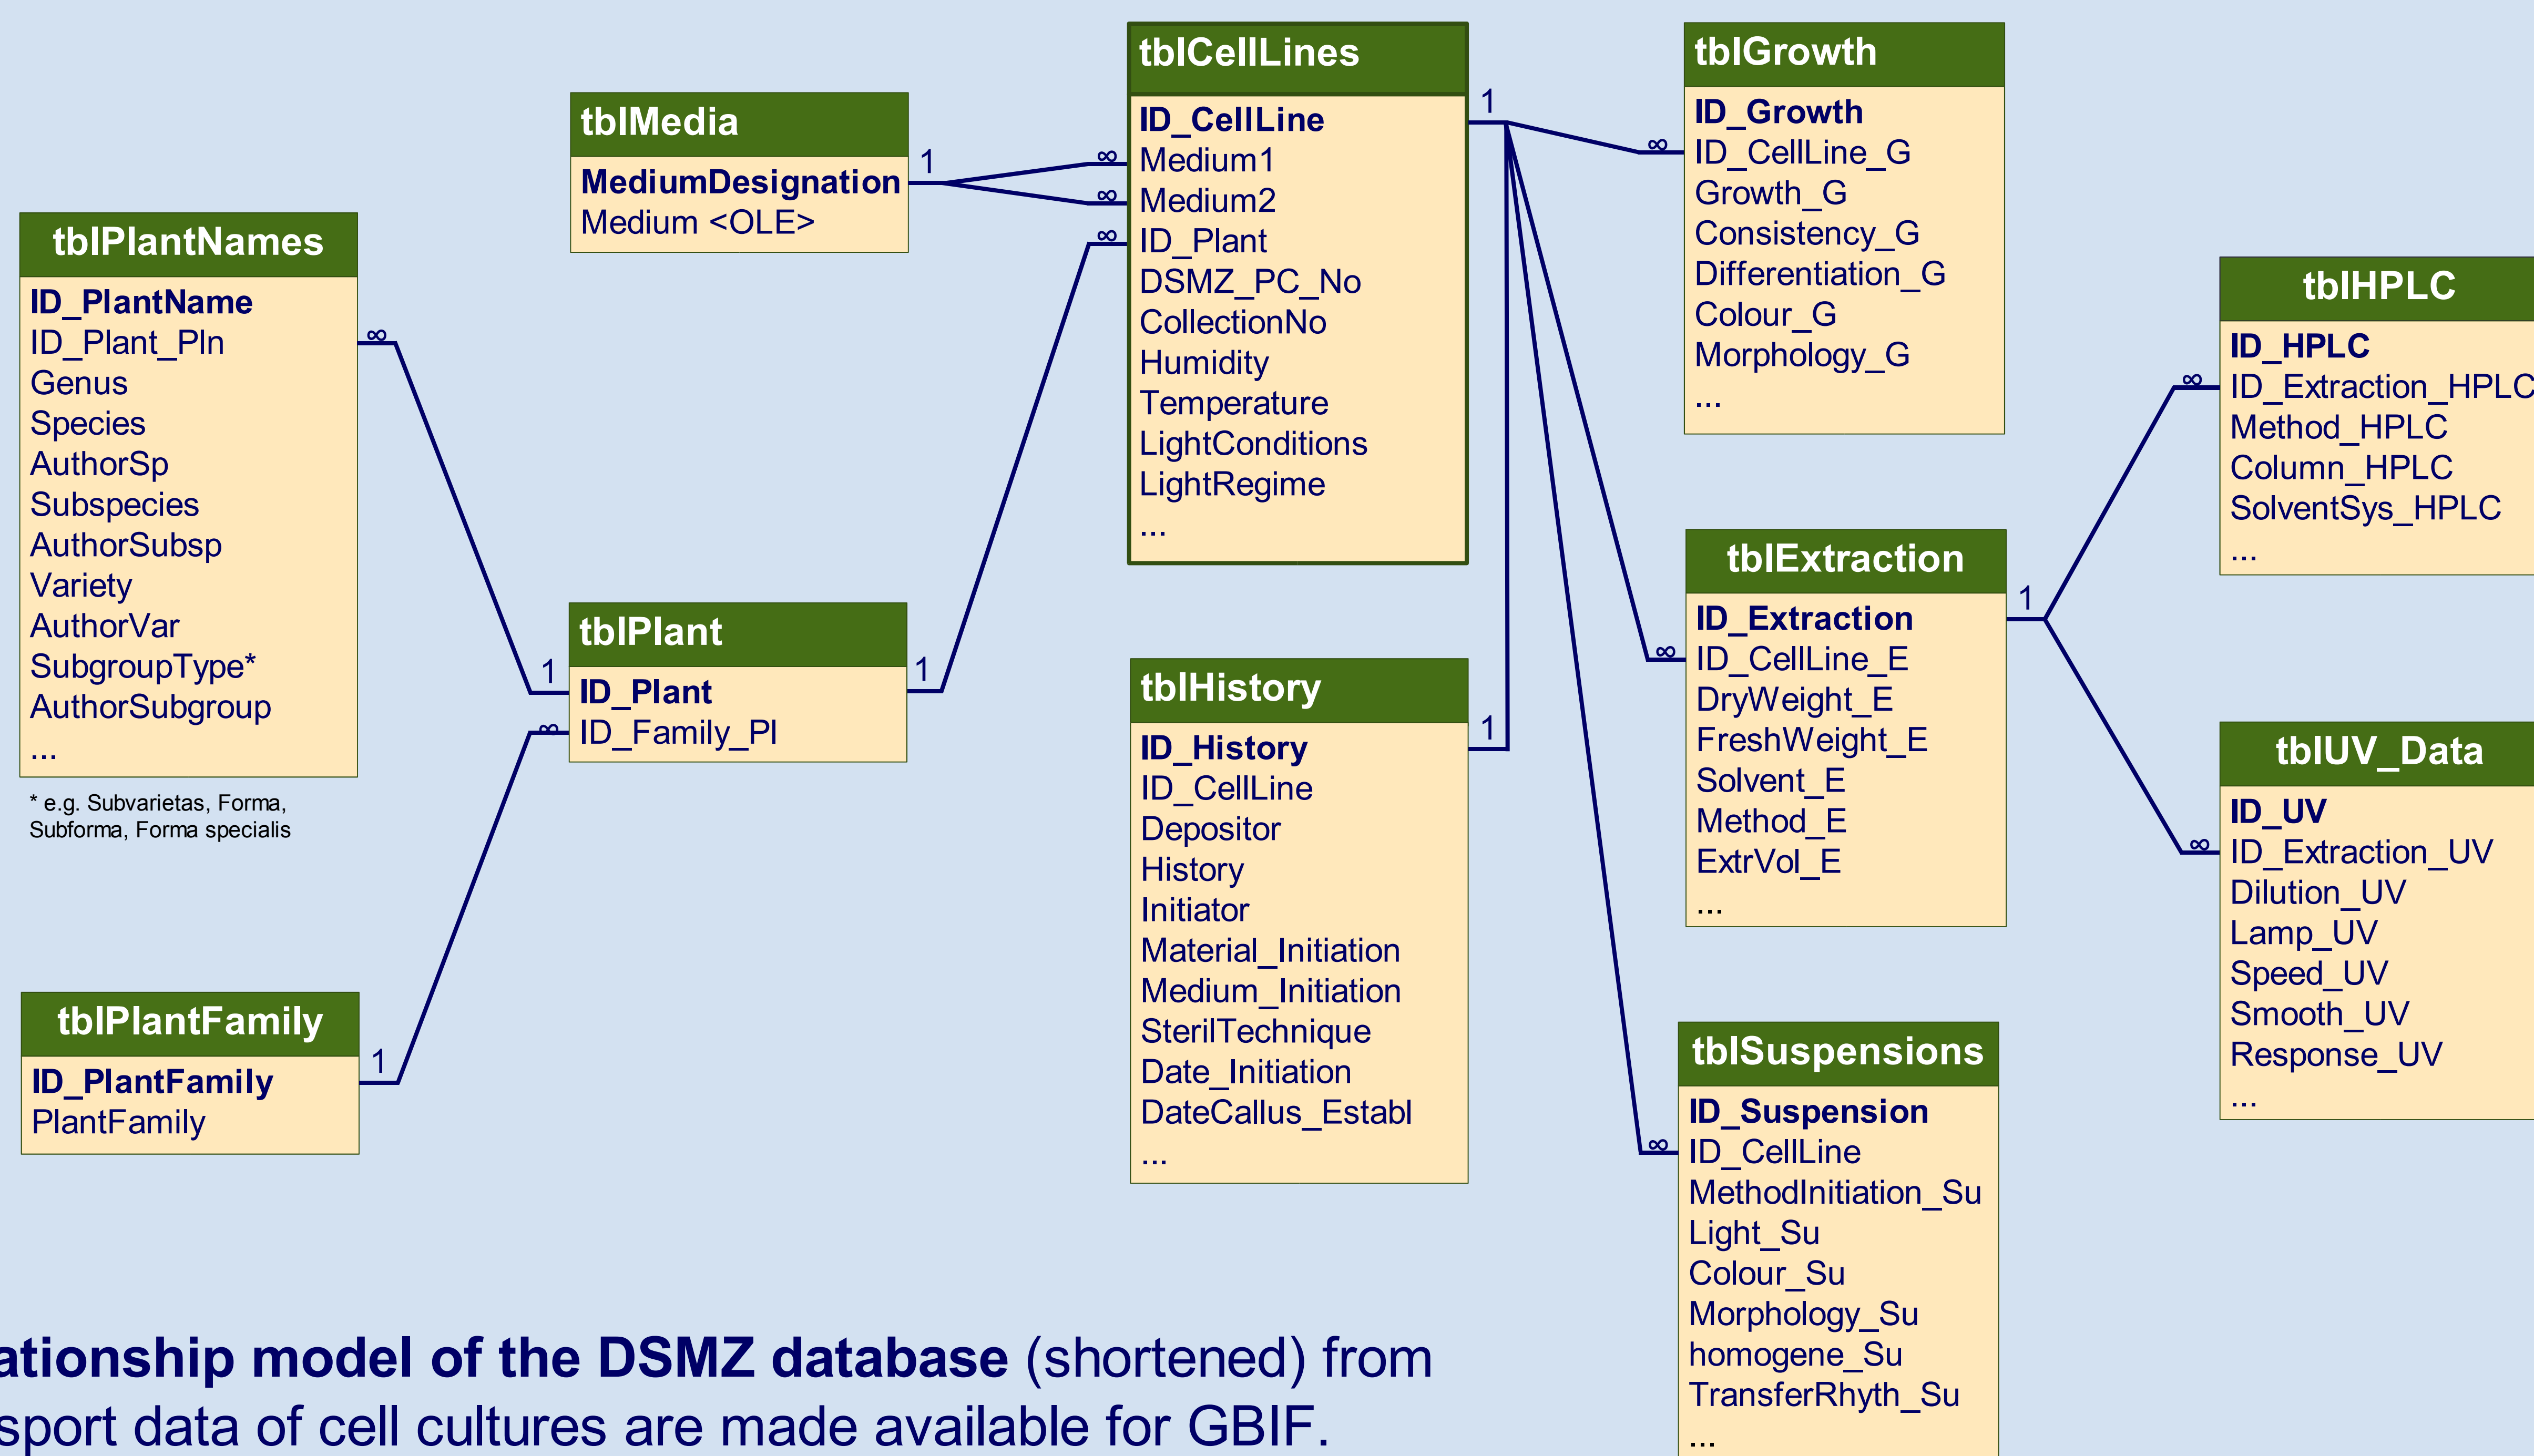 tblPlantNames
ID_PlantName
ID_Plant_Pln
Genus
Species
AuthorSp
Subspecies
AuthorSubsp
Variety
AuthorVar
SubgroupType*
AuthorSubgroup
...
* e.g. Subvarietas, Forma,
Subforma, Forma specialis
∞
1
tblPlantFamily
ID_PlantFamily
PlantFamily
1
∞
tblMedia
MediumDesignation
Medium <OLE>
1
∞
∞
tblPlant
ID_Plant
ID_Family_Pl
1
∞
tblCellLines
ID_CellLine
Medium1
Medium2
ID_Plant
DSMZ_PC_No
CollectionNo
Humidity
Temperature
LightConditions
LightRegime
...
1
tblHistory
ID_History
ID_CellLine
Depositor
History
Initiator
Material_Initiation
Medium_Initiation
SterilTechnique
Date_Initiation
DateCallus_Establ
...
1
∞
tblGrowth
ID_Growth
ID_CellLine_G
Growth_G
Consistency_G
Differentiation_G
Colour_G
Morphology_G
...
∞
tblExtraction
ID_Extraction
ID_CellLine_E
DryWeight_E
FreshWeight_E
Solvent_E
Method_E
ExtrVol_E
...
1
∞
tblSuspensions
ID_Suspension
ID_CellLine
MethodInitiation_Su
Light_Su
Colour_Su
Morphology_Su
homogene_Su
TransferRhyth_Su
...
∞
tblHPLC
ID_HPLC
ID_Extraction_HPLC
Method_HPLC
Column_HPLC
SolventSys_HPLC
...
∞
tblUV_Data
ID_UV
ID_Extraction_UV
Dilution_UV
Lamp_UV
Speed_UV
Smooth_UV
Response_UV
...
ationship model of the DSMZ database (shortened) from
sport data of cell cultures are made available for GBIF.